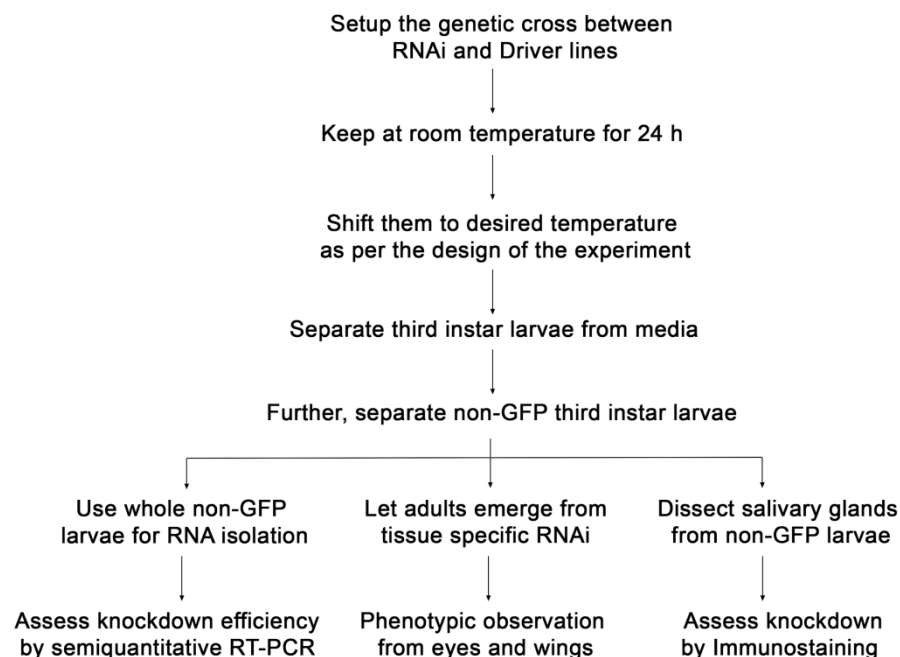 Setup the genetic cross between
RNAi and Driver lines
Keep at room temperature for 24 h
Shift them to desired temperature
as per the design of the experiment
Separate third instar larvae from media
Further, separate non-GFP third instar larvae
Use whole non-GFP
larvae for RNA isolation
Let adults emerge from
tissue specific RNAi
Dissect salivary glands
from non-GFP larvae
Assess knockdown efficiency
by semiquantitative RT-PCR
Phenotypic observation
from eyes and wings
Assess knockdown
by Immunostaining